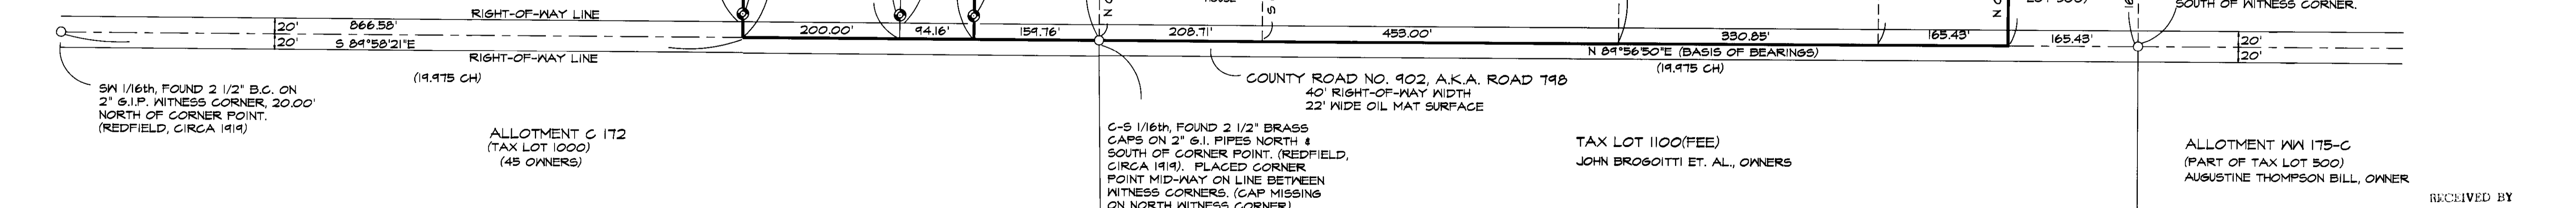 RIGHT-OF-WAY LINE
SOUTH OF WITNESS CORNER.
20' 866.58' 200.00' 94.16' 159.76' 208.71' 453.00' 330.85' 165.43' 165.43' 20'
20' S 89°58'21"E N 89°56'50"E (BASIS OF BEARINGS) 20'
RIGHT-OF-WAY LINE
(19.975 CH)
(19.975 CH)
SW 1/16th, FOUND 2 1/2" B.C. ON
2" G.I.P. WITNESS CORNER, 20.00'
NORTH OF CORNER POINT.
(REDFIELD, CIRCA 1919)
COUNTY ROAD NO. 902, A.K.A. ROAD 798
40' RIGHT-OF-WAY WIDTH
22' WIDE OIL MAT SURFACE
ALLOTMENT C 172
(TAX LOT 1000)
(45 OWNERS)
C-S 1/16th, FOUND 2 1/2" BRASS
CAPS ON 2" G.I. PIPES NORTH &
SOUTH OF CORNER POINT. (REDFIELD,
CIRCA 1919). PLACED CORNER
POINT MID-WAY ON LINE BETWEEN
WITNESS CORNERS. (CAP MISSING
ON NORTH WITNESS CORNER)
TAX LOT 1100(FEE)
JOHN BROGOITTI ET. AL., OWNERS
ALLOTMENT WW 175-C
(PART OF TAX LOT 500)
AUGUSTINE THOMPSON BILL, OWNER
RECEIVED BY